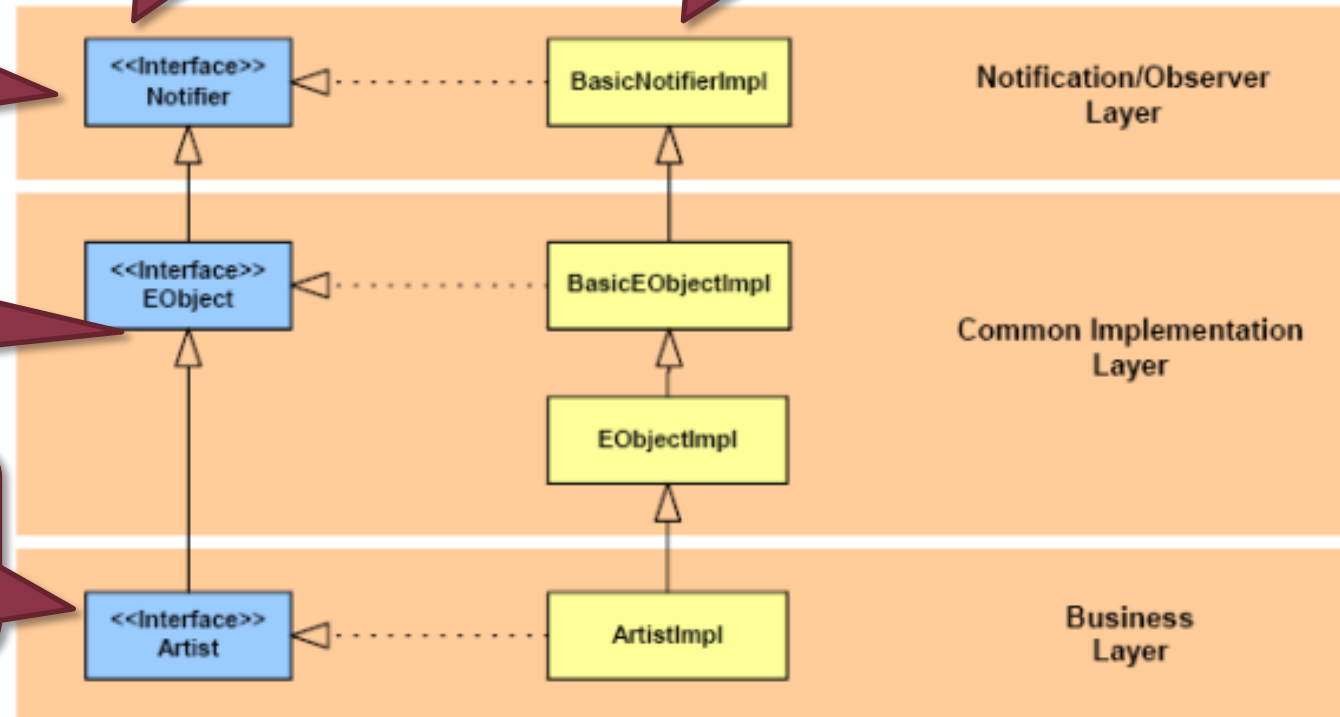 <<Interface>>
Notifier
BasicNotifierImpl
Notification/Observer
Layer
<<Interface>>
EObject
BasicEObjectImpl
Common Implementation
Layer
EObjectImpl
<<Interface>>
Artist
ArtistImpl
Business
Layer